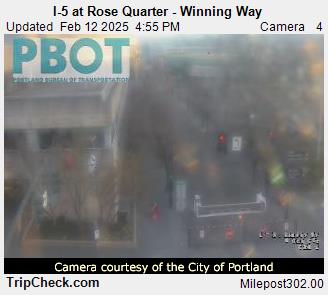 I-5 at Rose Quarter - Winning Way
Updated Feb 12 2025 4:55 PM Camera 4
PBOT
PORTLAND BUREAU OF TRANSPORTATION
Camera courtesy of the City of Portland
TripCheck.com Milepost302.00